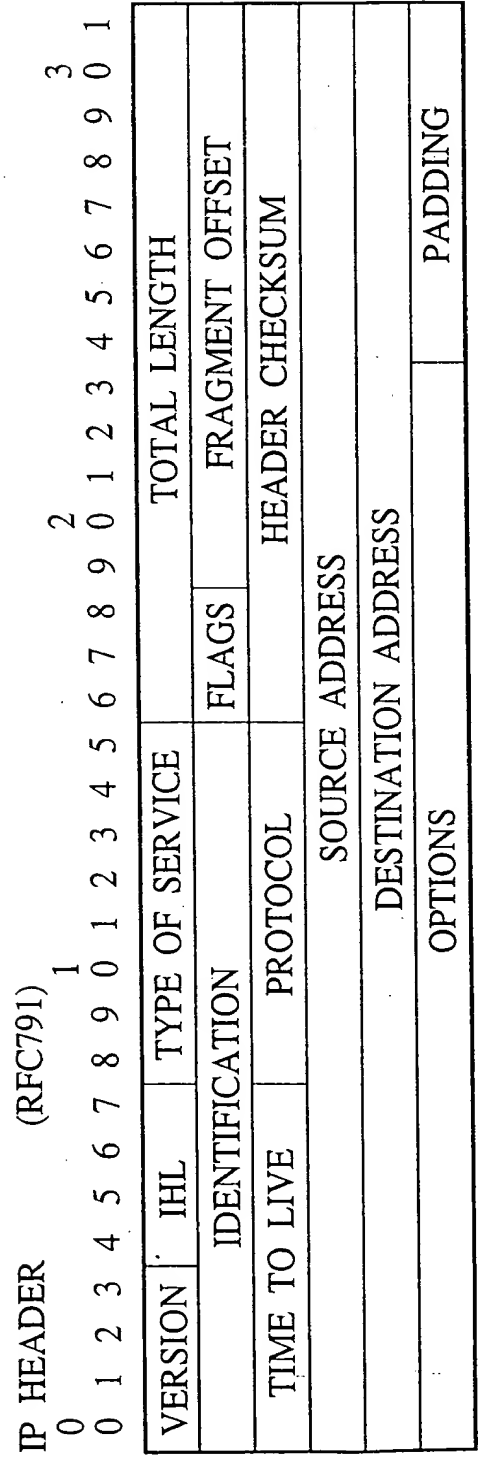 IP HEADER (RFC791)
0 1 2 3
0 1 2 3 4 5 6 7 8 9 0 1 2 3 4 5 6 7 8 9 0 1 2 3 4 5 6 7 8 9 0 1
VERSION IHL TYPE OF SERVICE TOTAL LENGTH
IDENTIFICATION FLAGS FRAGMENT OFFSET
TIME TO LIVE PROTOCOL HEADER CHECKSUM
SOURCE ADDRESS
DESTINATION ADDRESS
OPTIONS PADDING